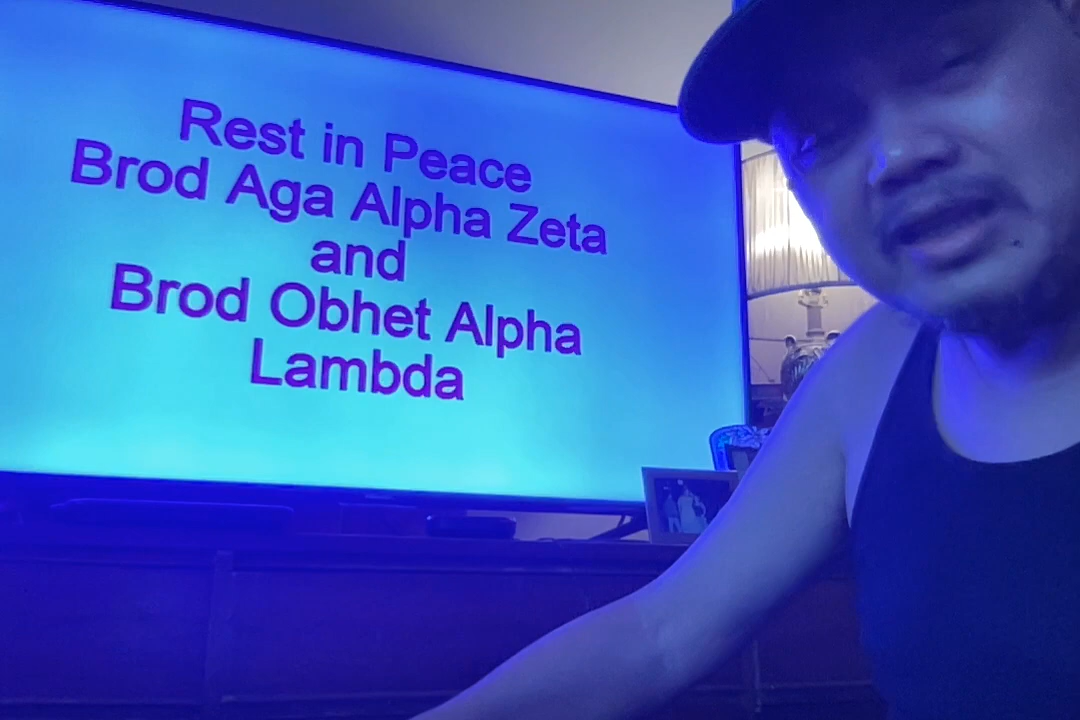 Rest in Peace
Brod Aga Alpha Zeta
and
Brod Obhet Alpha
Lambda